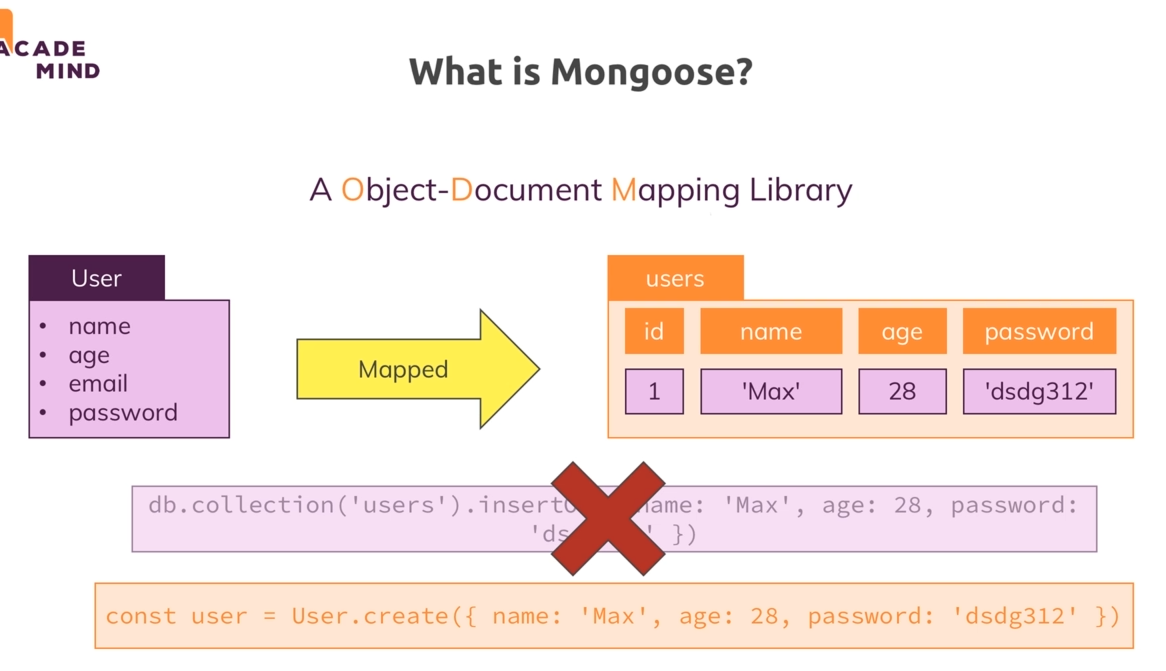 ACADE
MIND
What is Mongoose?
A Object-Document Mapping Library
User
• name
• age
• email
• password
Mapped
users
id name age password
1 'Max' 28 'dsdg312'
db.collection('users').insert name: 'Max', age: 28, password:
'ds ' })
const user = User.create({ name: 'Max', age: 28, password: 'dsdg312' })